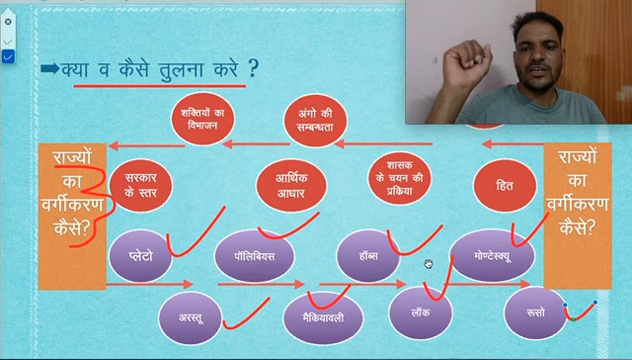 क्या व कैसे तुलना करे ?
शक्तियों का
विभाजन
अंगो की
सम्बन्धता
राज्यों
का
वर्गीकरण
कैसे?
सरकार
के स्तर
आर्थिक
आधार
शासक
के चयन की
प्रक्रिया
हित
राज्यों
का
वर्गीकरण
कैसे?
प्लेटो
पॉलिबियस
हॉब्स
मोण्टेस्क्यू
अरस्तू
मैकियावली
लॉक
रूसो